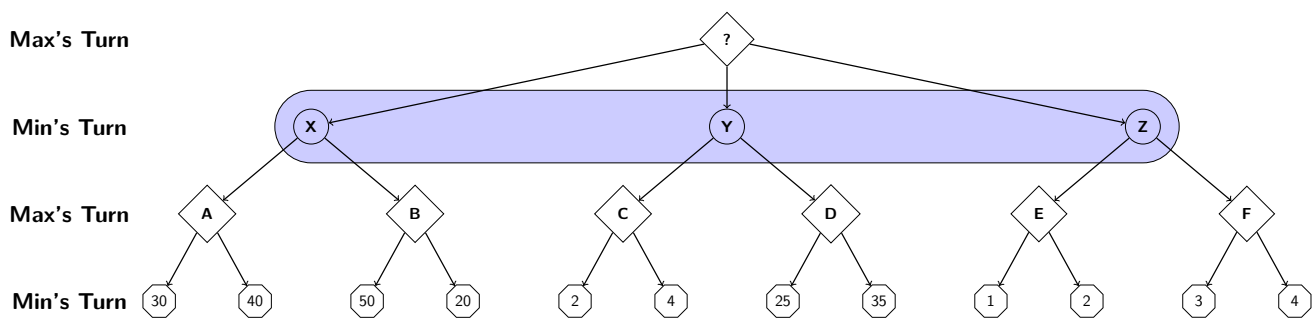 Max's Turn ?
Min's Turn X Y Z
Max's Turn A B C D E F
Min's Turn 30 40 50 20 2 4 25 35 1 2 3 4